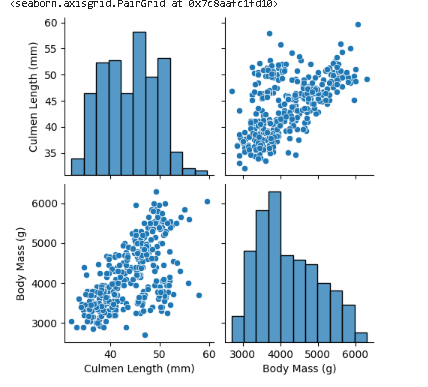 <seaborn.axisgrid.PairGrid at 0x7c8aafc1fd10>
60
55
50
45
40
35
Culmen Length (mm)
6000
5000
4000
3000
Body Mass (g)
40 50 60
Culmen Length (mm)
3000 4000 5000 6000
Body Mass (g)